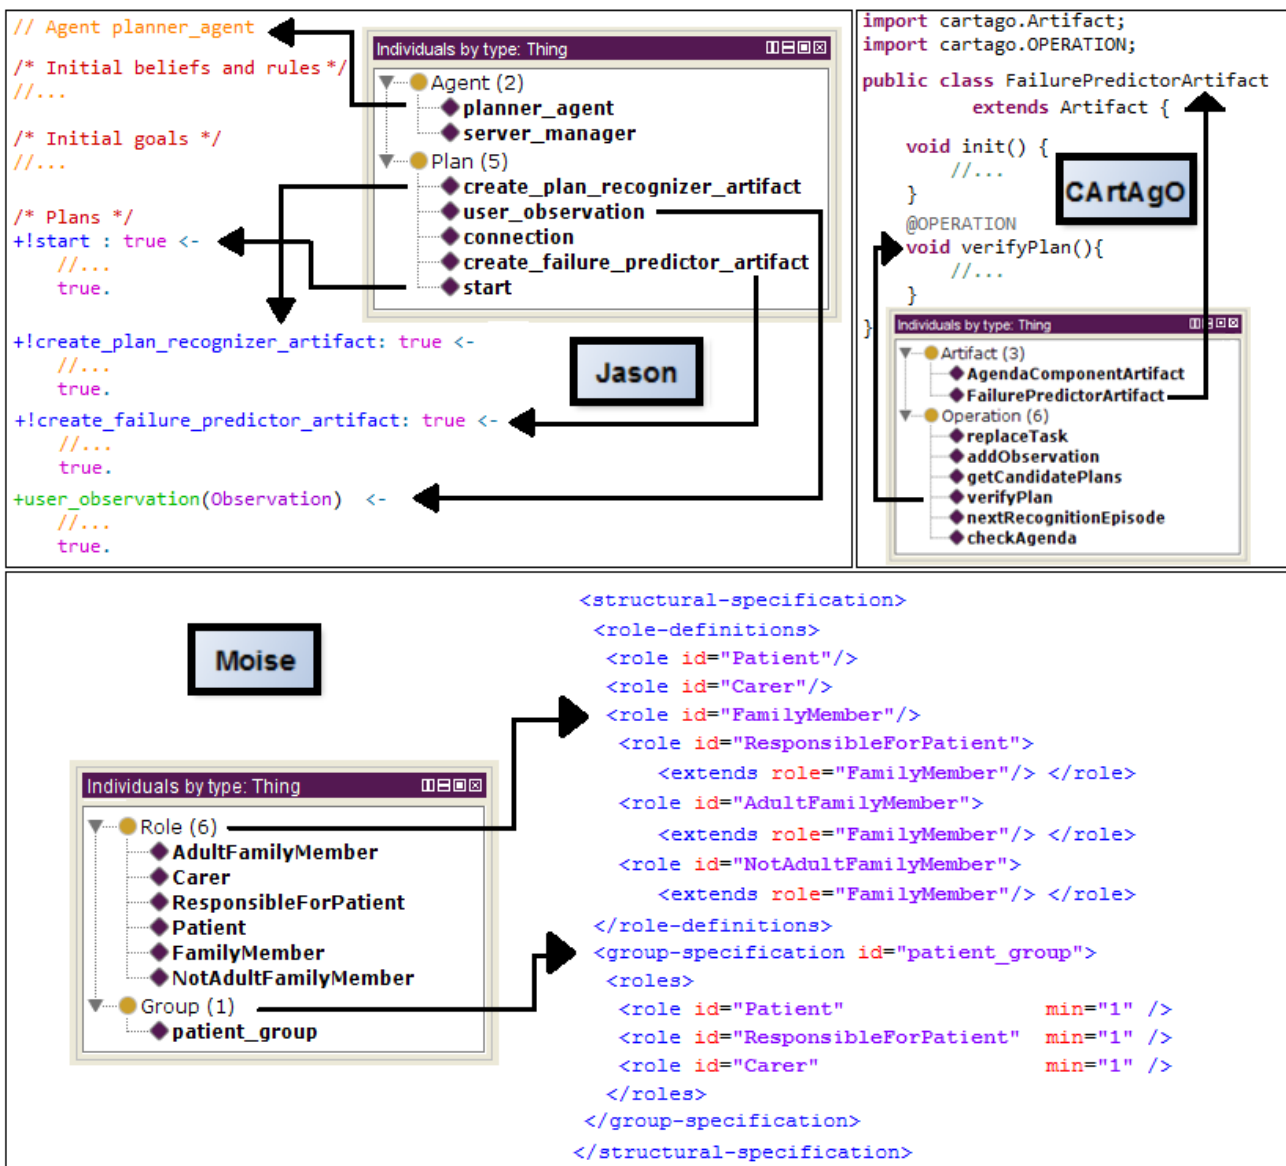 // Agent planner_agent
/* Initial beliefs and rules */
//...
/* Initial goals */
//...
/* Plans */
+!start : true <-
//...
true.
+!create_plan_recognizer_artifact: true <-
//...
true.
+!create_failure_predictor_artifact: true <-
//...
true.
+user_observation(Observation) <-
//...
true.
Individuals by type: Thing
Agent (2)
planner_agent
server_manager
Plan (5)
create_plan_recognizer_artifact
user_observation
connection
create_failure_predictor_artifact
start
Jason
import cartago.Artifact;
import cartago.OPERATION;
public class FailurePredictorArtifact
extends Artifact {
void init() {
//...
}
@OPERATION
void verifyPlan(){
//...
}
}
CArtAgO
Individuals by type: Thing
Artifact (3)
AgendaComponentArtifact
FailurePredictorArtifact
Operation (6)
replaceTask
addObservation
getCandidatePlans
verifyPlan
nextRecognitionEpisode
checkAgenda
Moise
Individuals by type: Thing
Role (6)
AdultFamilyMember
Carer
ResponsibleForPatient
Patient
FamilyMember
NotAdultFamilyMember
Group (1)
patient_group
<structural-specification>
<role-definitions>
<role id="Patient"/>
<role id="Carer"/>
<role id="FamilyMember"/>
<role id="ResponsibleForPatient">
<extends role="FamilyMember"/> </role>
<role id="AdultFamilyMember">
<extends role="FamilyMember"/> </role>
<role id="NotAdultFamilyMember">
<extends role="FamilyMember"/> </role>
</role-definitions>
<group-specification id="patient_group">
<roles>
<role id="Patient" min="1" />
<role id="ResponsibleForPatient" min="1" />
<role id="Carer" min="1" />
</roles>
</group-specification>
</structural-specification>